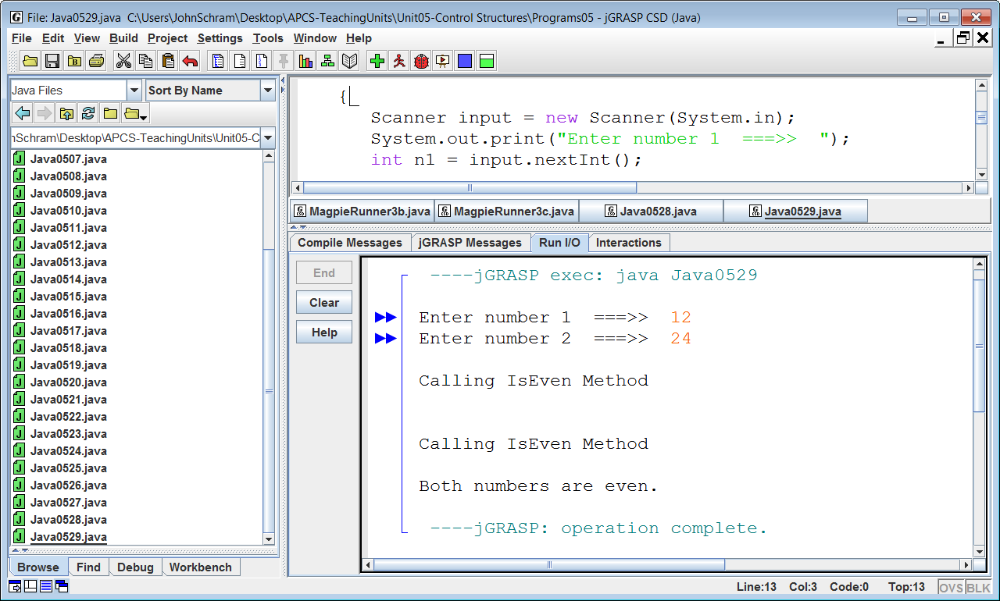 File: Java0529.java  C:\Users\JohnSchram\Desktop\APCS-TeachingUnits\Unit05-Control Structures\Programs05 - jGRASP CSD (Java)
File Edit View Build Project Settings Tools Window Help
Java Files
Sort By Name
nSchram\Desktop\APCS-TeachingUnits\Unit05-C
Java0507.java
Java0508.java
Java0509.java
Java0510.java
Java0511.java
Java0512.java
Java0513.java
Java0514.java
Java0515.java
Java0516.java
Java0517.java
Java0518.java
Java0519.java
Java0520.java
Java0521.java
Java0522.java
Java0523.java
Java0524.java
Java0525.java
Java0526.java
Java0527.java
Java0528.java
Java0529.java
Browse Find Debug Workbench
{
Scanner input = new Scanner(System.in);
System.out.print("Enter number 1  ===>>  ");
int n1 = input.nextInt();
MagpieRunner3b.java MagpieRunner3c.java Java0528.java Java0529.java
Compile Messages jGRASP Messages Run I/O Interactions
End
Clear
Help
----jGRASP exec: java Java0529
Enter number 1  ===>>  12
Enter number 2  ===>>  24
Calling IsEven Method
Calling IsEven Method
Both numbers are even.
----jGRASP: operation complete.
Line:13 Col:3 Code:0 Top:13 OVS BLK